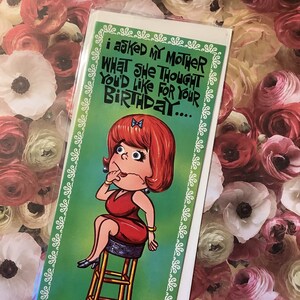 i ASKED MY MOTHER
WHAT SHE THOUGHT
YOU'D LIKE FOR YOUR
BiRTHDAY....